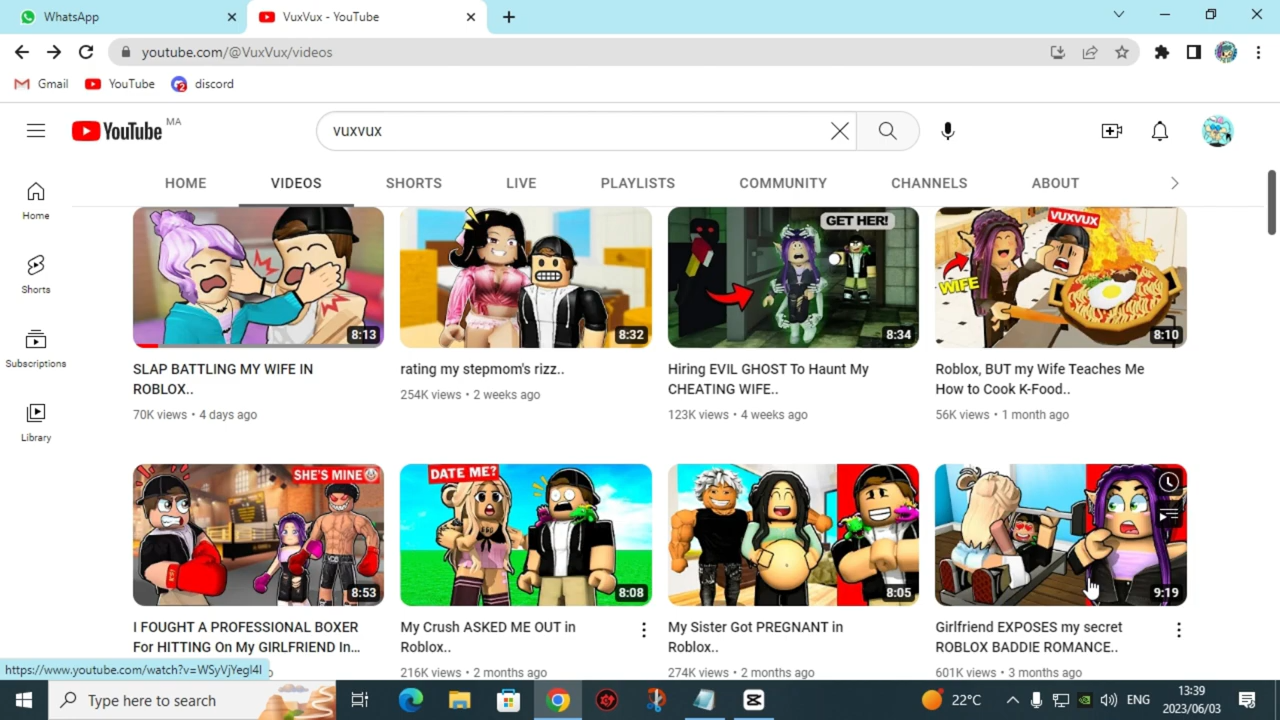 WhatsApp
VuxVux - YouTube
youtube.com/@VuxVux/videos
Gmail
YouTube
discord
YouTube MA
vuxvux
HOME
VIDEOS
SHORTS
LIVE
PLAYLISTS
COMMUNITY
CHANNELS
ABOUT
Home
Shorts
Subscriptions
Library
8:13
8:32
GET HER!
8:34
VUXVUX
WIFE
8:10
SLAP BATTLING MY WIFE IN
ROBLOX..
70K views • 4 days ago
rating my stepmom's rizz..
254K views • 2 weeks ago
Hiring EVIL GHOST To Haunt My
CHEATING WIFE..
123K views • 4 weeks ago
Roblox, BUT my Wife Teaches Me
How to Cook K-Food..
56K views • 1 month ago
SHE'S MINE
8:53
DATE ME?
8:08
8:05
9:19
I FOUGHT A PROFESSIONAL BOXER
For HITTING On My GIRLFRIEND In...
My Crush ASKED ME OUT in
Roblox..
216K views • 2 months ago
My Sister Got PREGNANT in
Roblox..
274K views • 2 months ago
Girlfriend EXPOSES my secret
ROBLOX BADDIE ROMANCE..
601K views • 3 months ago
https://www.youtube.com/watch?v=WSyVjYegl4I
Type here to search
22°C
ENG
13:39
2023/06/03